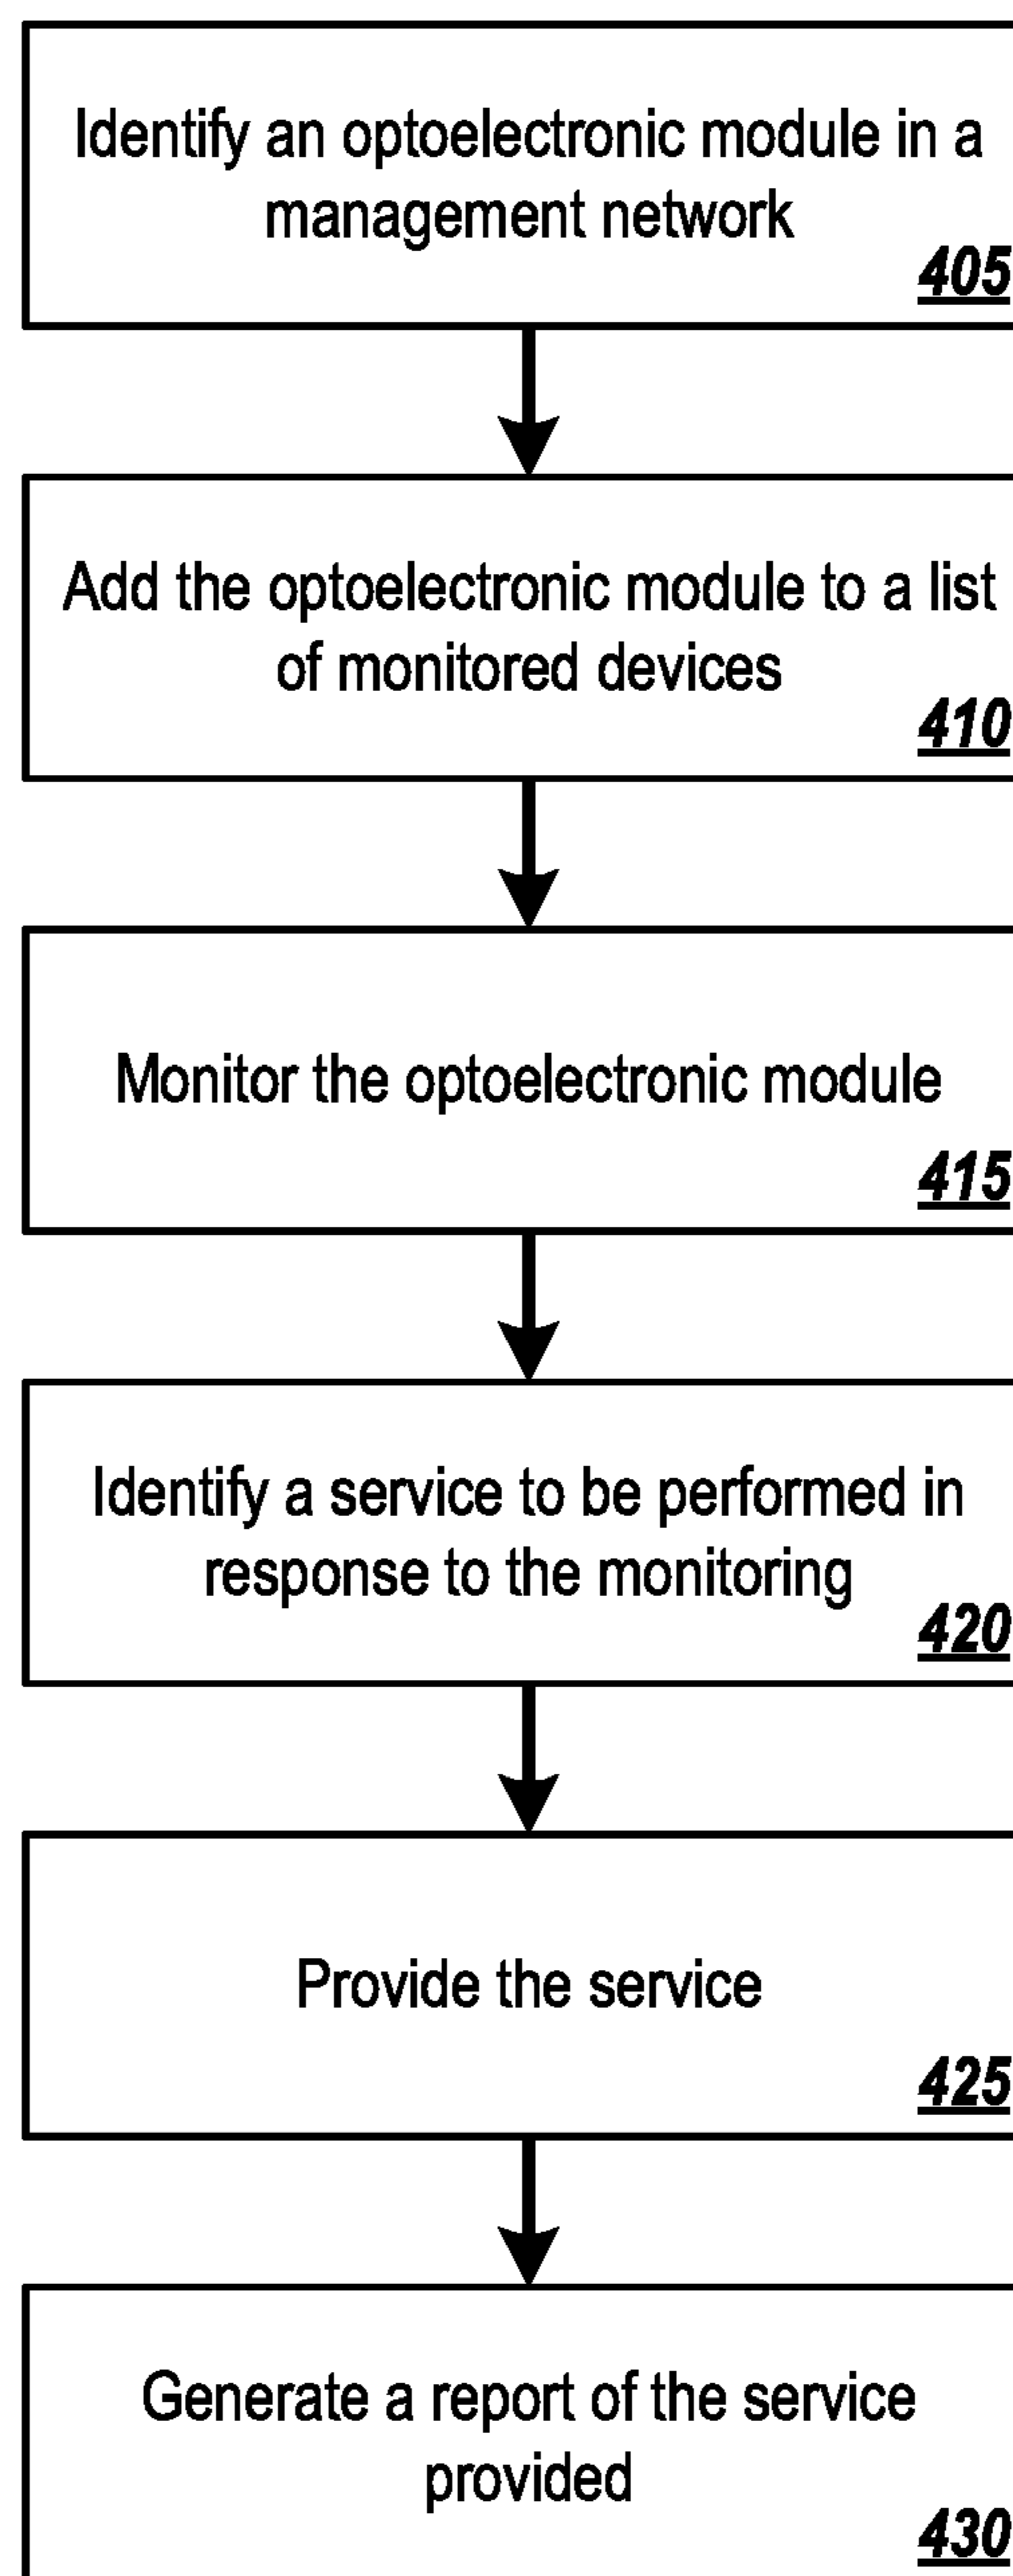 Identify an optoelectronic module in a
management network
405
Add the optoelectronic module to a list
of monitored devices
410
Monitor the optoelectronic module
415
Identify a service to be performed in
response to the monitoring
420
Provide the service
425
Generate a report of the service
provided
430